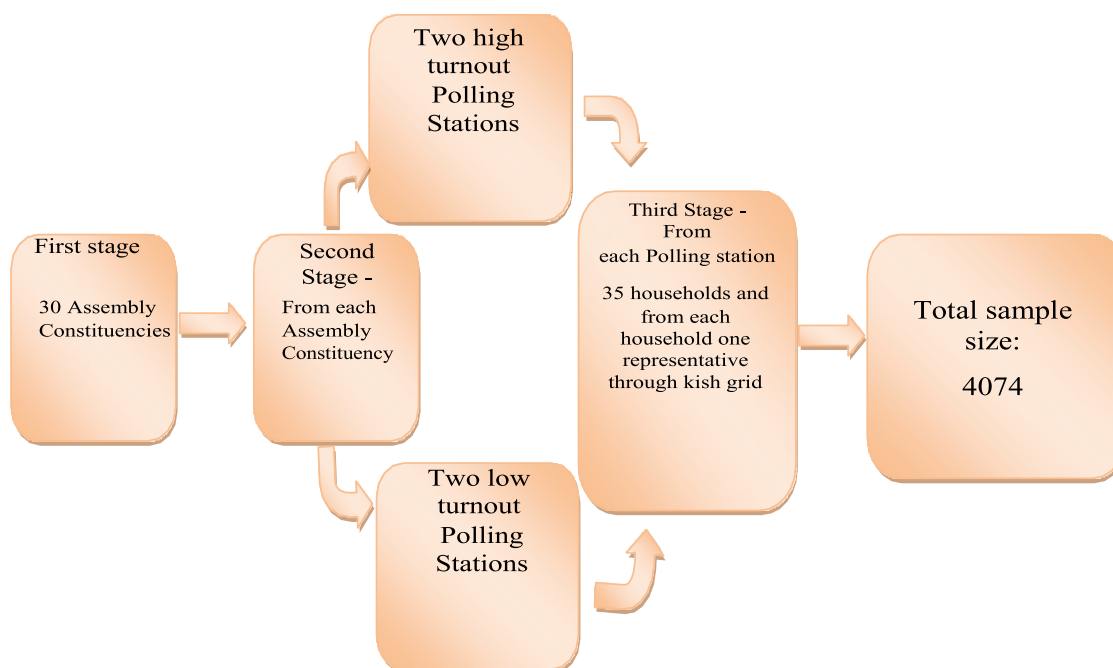 First stage
30 Assembly
Constituencies
Second
Stage -
From each
Assembly
Constituency
Two high
turnout
Polling
Stations
Two low
turnout
Polling
Stations
Third Stage -
From
each Polling station
35 households and
from each
household one
representative
through kish grid
Total sample
size:
4074